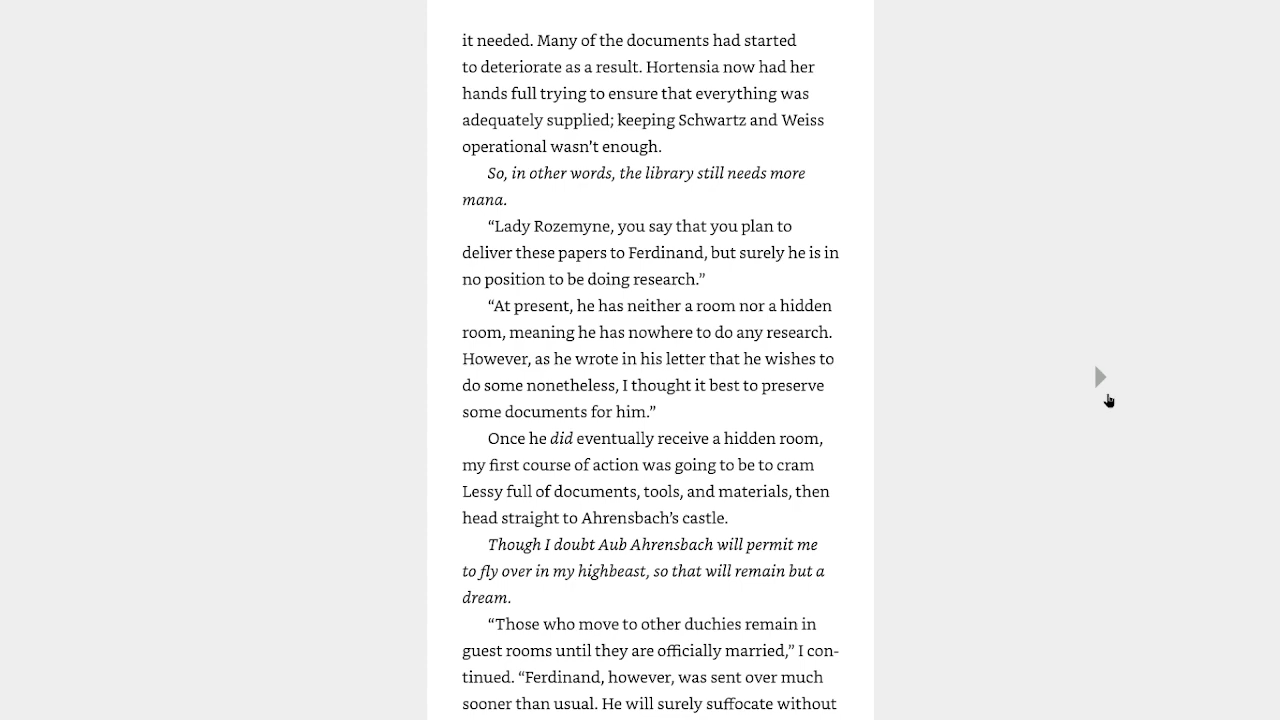 it needed. Many of the documents had started
to deteriorate as a result. Hortensia now had her
hands full trying to ensure that everything was
adequately supplied; keeping Schwartz and Weiss
operational wasn’t enough.
So, in other words, the library still needs more
mana.
“Lady Rozemyne, you say that you plan to
deliver these papers to Ferdinand, but surely he is in
no position to be doing research.”
“At present, he has neither a room nor a hidden
room, meaning he has nowhere to do any research.
However, as he wrote in his letter that he wishes to
do some nonetheless, I thought it best to preserve
some documents for him.”
Once he did eventually receive a hidden room,
my first course of action was going to be to cram
Lessy full of documents, tools, and materials, then
head straight to Ahrensbach’s castle.
Though I doubt Aub Ahrensbach will permit me
to fly over in my highbeast, so that will remain but a
dream.
“Those who move to other duchies remain in
guest rooms until they are officially married,” I con-
tinued. “Ferdinand, however, was sent over much
sooner than usual. He will surely suffocate without